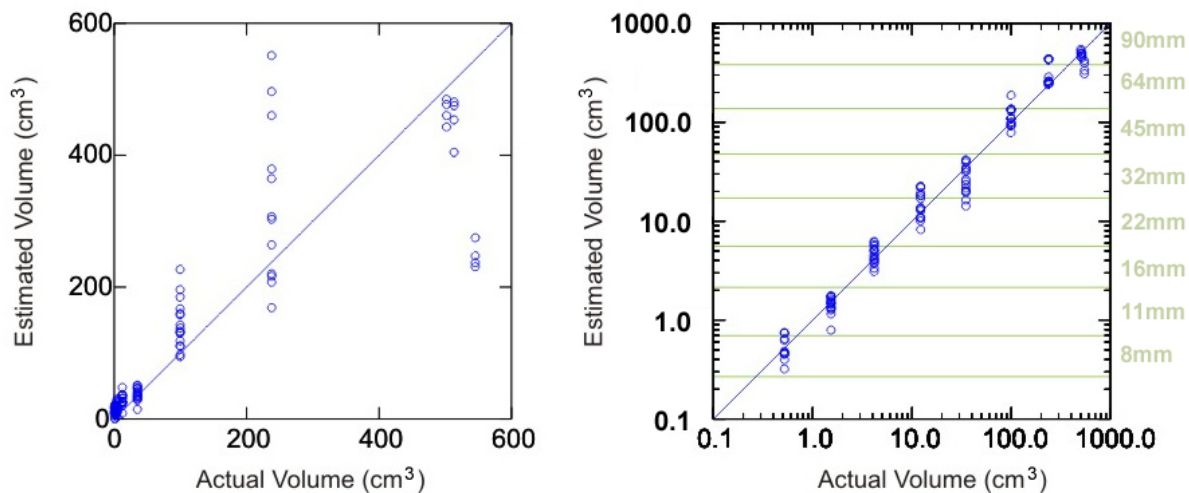 600
400
200
0
0
200
400
600
Estimated Volume (cm³)
Actual Volume (cm³)
1000.0
100.0
10.0
1.0
0.1
0.1
1.0
10.0
100.0
1000.0
Estimated Volume (cm³)
Actual Volume (cm³)
90mm
64mm
45mm
32mm
22mm
16mm
11mm
8mm